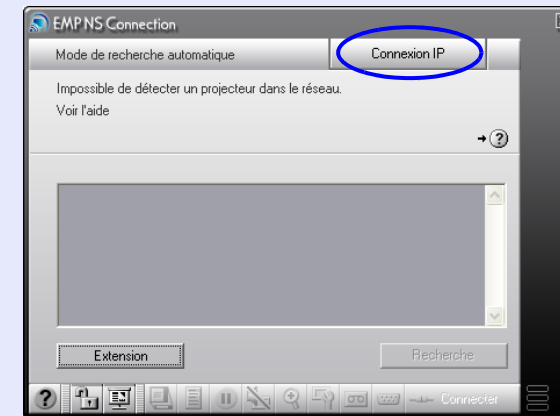 EMP NS Connection
Mode de recherche automatique
Connexion IP
Impossible de détecter un projecteur dans le réseau.
Voir l'aide
Extension
Recherche
Connecter